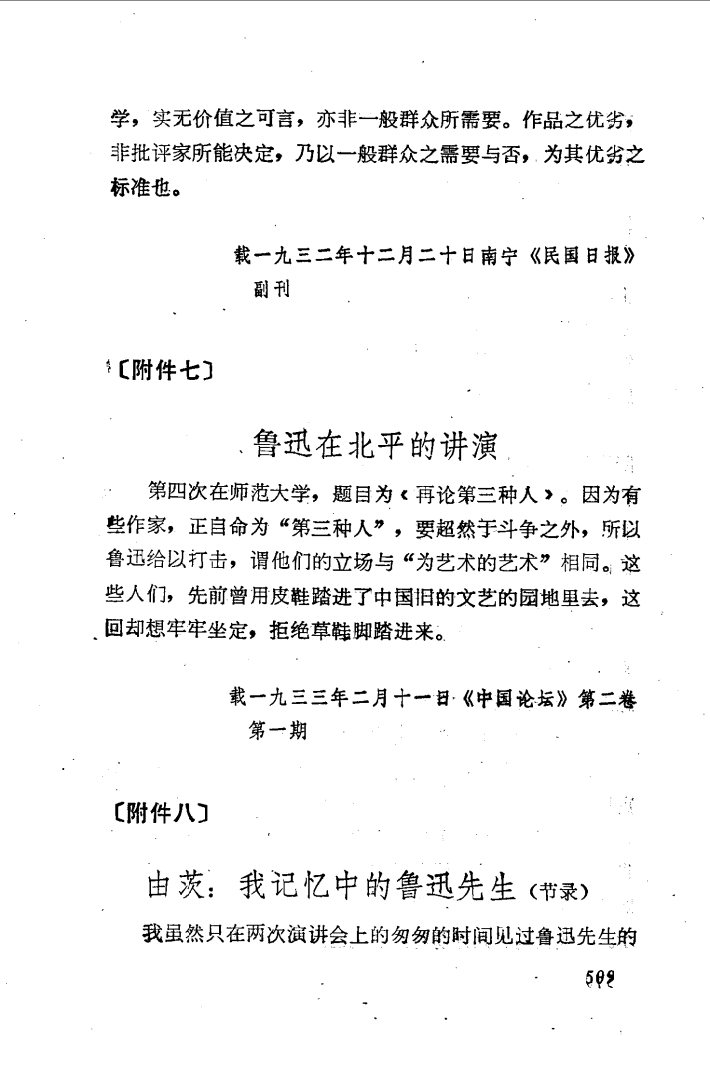 学，实无价值之可言，亦非一般群众所需要。作品之优劣，
非批评家所能决定，乃以一般群众之需要与否，为其优劣之
标准也。
载一九三二年十二月二十日南宁《民国日报》
副刊
〔附件七〕
鲁迅在北平的讲演
第四次在师范大学，题目为《再论第三种人》。因为有
些作家，正自命为“第三种人”，要超然于斗争之外，所以
鲁迅给以打击，谓他们的立场与“为艺术的艺术”相同。这
些人们，先前曾用皮鞋踏进了中国旧的文艺的园地里去，这
回却想牢牢坐定，拒绝草鞋脚踏进来。
载一九三三年二月十一日《中国论坛》第二卷
第一期
〔附件八〕
由茨：我记忆中的鲁迅先生（节录）
我虽然只在两次演讲会上的匆匆的时间见过鲁迅先生的
509